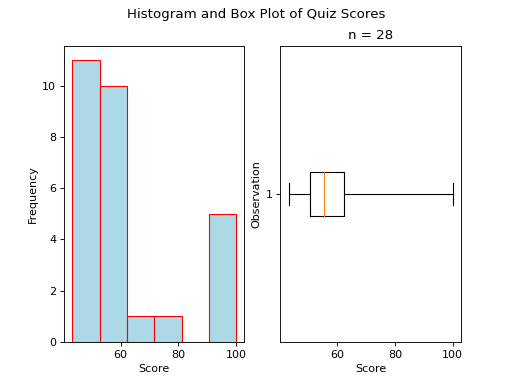 Histogram and Box Plot of Quiz Scores
n = 28
10
8
6
4
2
0
Frequency
60 80 100
Score
Observation
1
60 80 100
Score